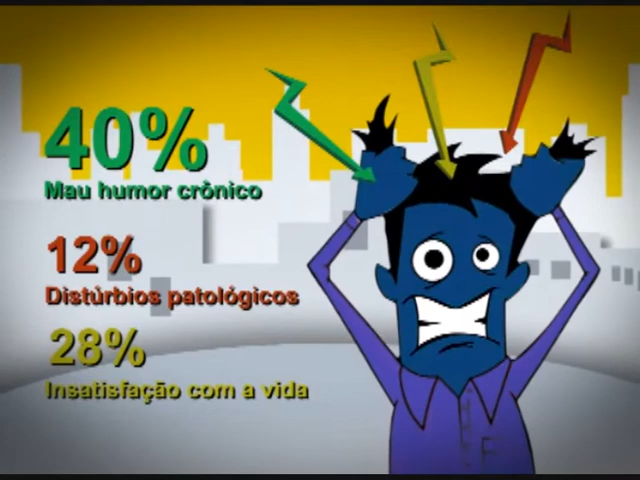 40%
Mau humor crônico
12%
Distúrbios patológicos
28%
Insatisfação com a vida